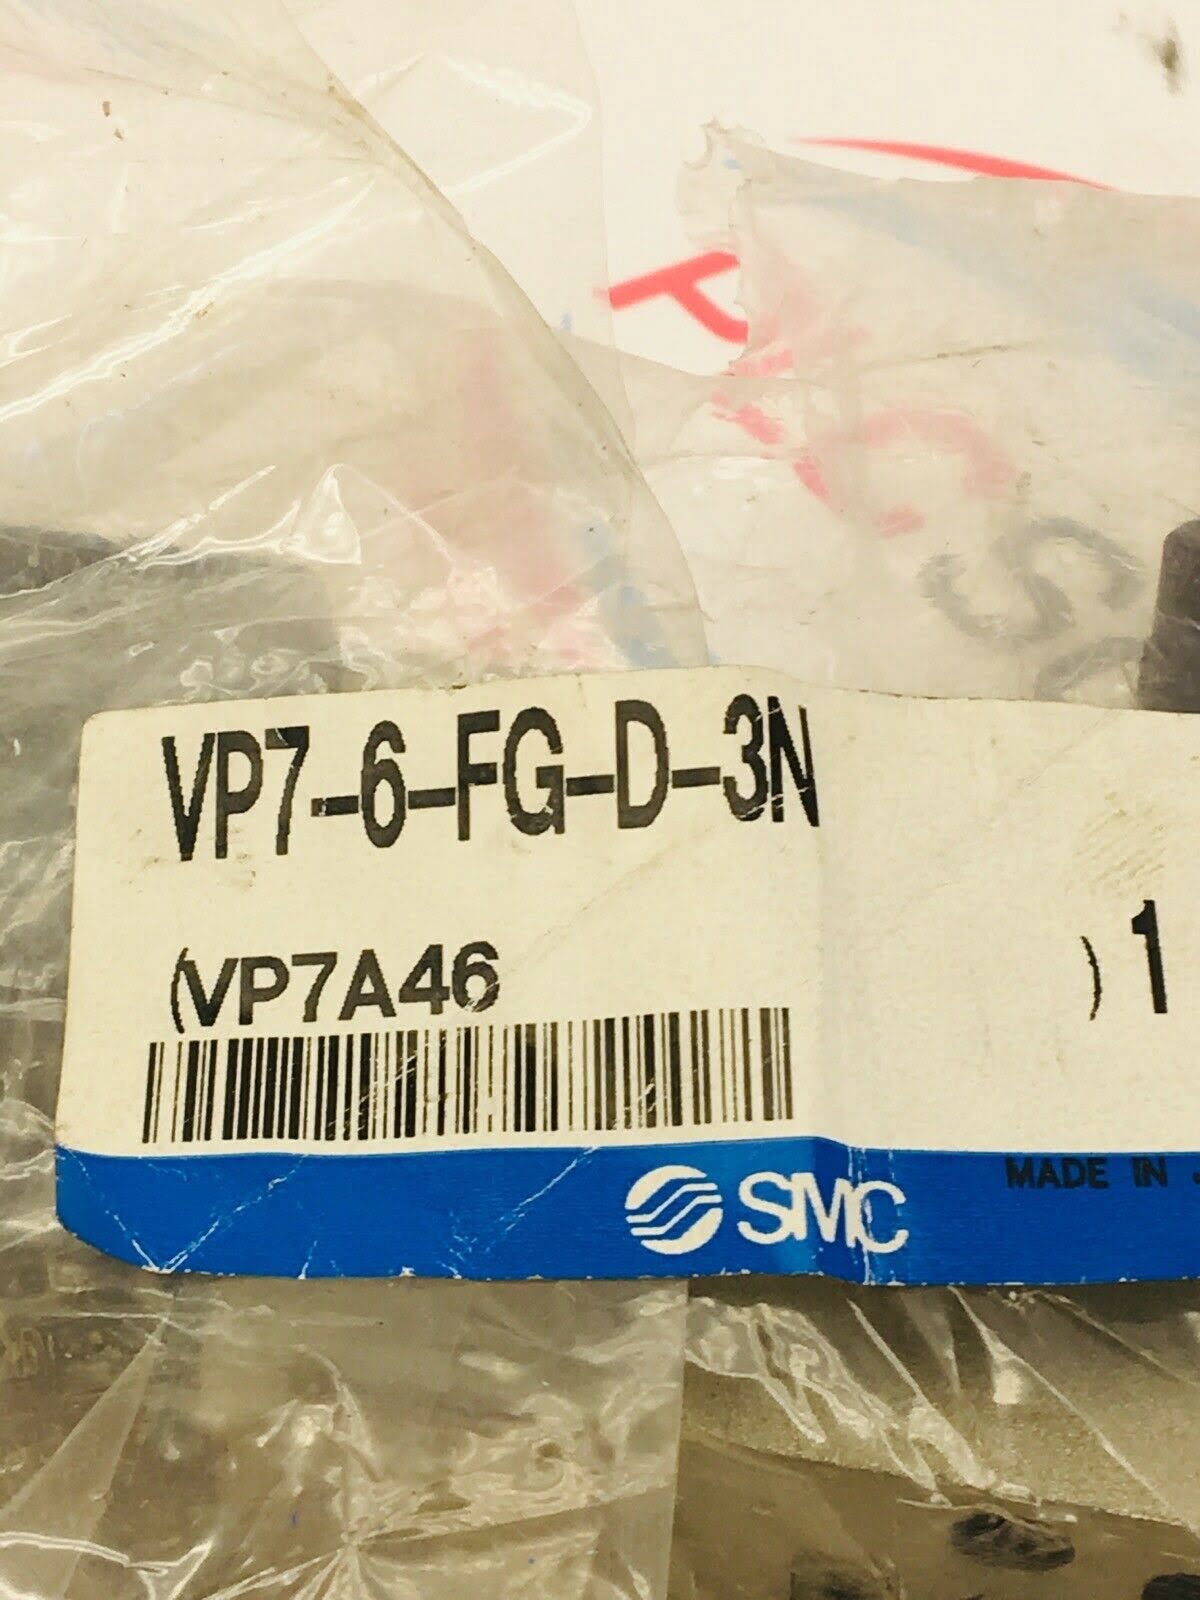 VP7-6-FG-D-3N
(VP7A46 ) 1
SMC
MADE IN